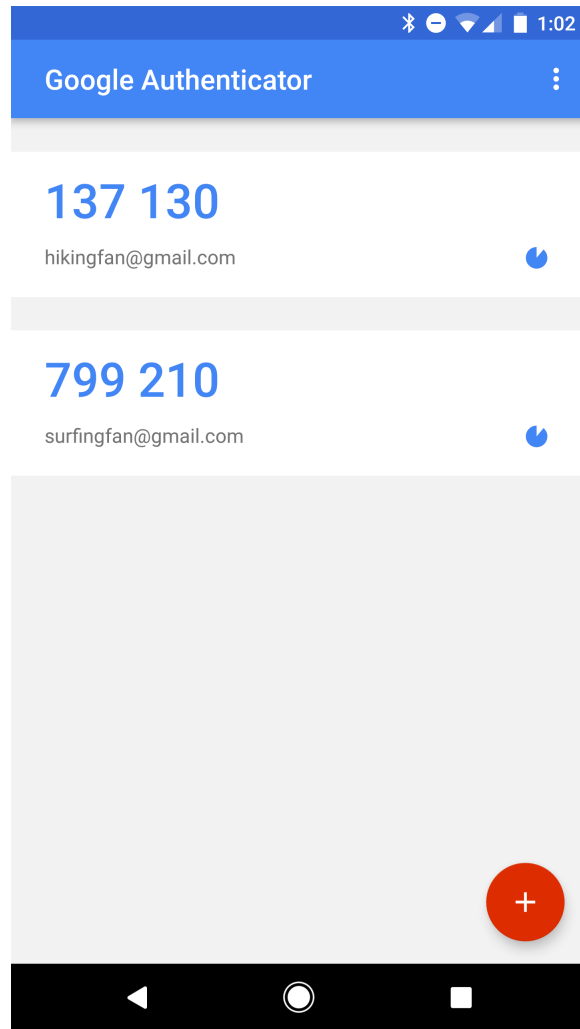 1:02
Google Authenticator
137 130
hikingfan@gmail.com
799 210
surfingfan@gmail.com
+